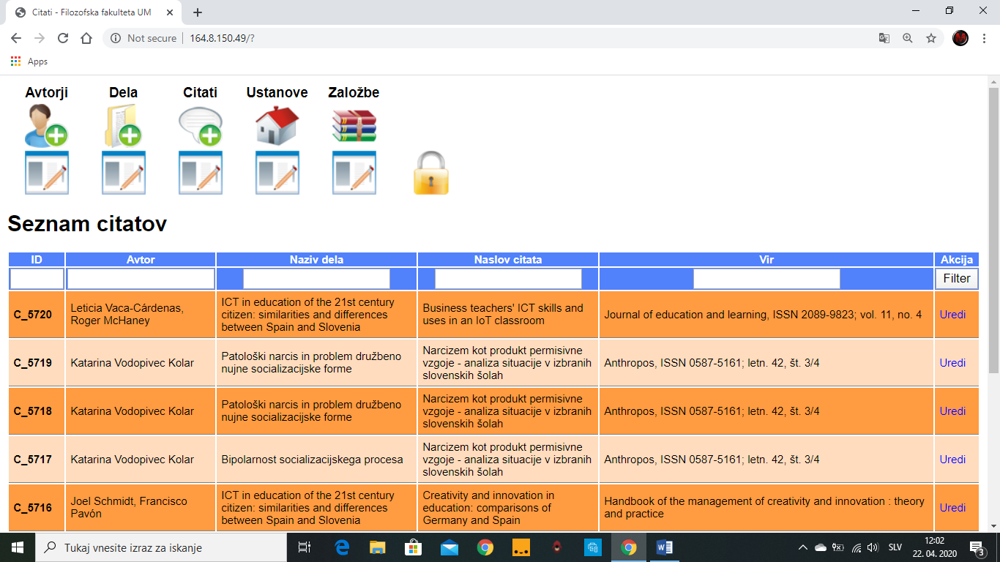 Citati - Filozofska fakulteta UM
Not secure
164.8.150.49/?
Apps
Avtorji
Dela
Citati
Ustanove
Založbe
Seznam citatov
ID
Avtor
Naziv dela
Naslov citata
Vir
Akcija
Filter
C_5720
Leticia Vaca-Cárdenas,
Roger McHaney
ICT in education of the 21st century
citizen: similarities and differences
between Spain and Slovenia
Business teachers' ICT skills and
uses in an IoT classroom
Journal of education and learning, ISSN 2089-9823; vol. 11, no. 4
Uredi
C_5719
Katarina Vodopivec Kolar
Patološki narcis in problem družbeno
nujne socializacijske forme
Narcizem kot produkt permisivne
vzgoje - analiza situacije v izbranih
slovenskih šolah
Anthropos, ISSN 0587-5161; letn. 42, št. 3/4
Uredi
C_5718
Katarina Vodopivec Kolar
Patološki narcis in problem družbeno
nujne socializacijske forme
Narcizem kot produkt permisivne
vzgoje - analiza situacije v izbranih
slovenskih šolah
Anthropos, ISSN 0587-5161; letn. 42, št. 3/4
Uredi
C_5717
Katarina Vodopivec Kolar
Bipolarnost socializacijskega procesa
Narcizem kot produkt permisivne
vzgoje - analiza situacije v izbranih
slovenskih šolah
Anthropos, ISSN 0587-5161; letn. 42, št. 3/4
Uredi
C_5716
Joel Schmidt, Francisco
Pavón
ICT in education of the 21st century
citizen: similarities and differences
between Spain and Slovenia
Creativity and innovation in
education: comparisons of
Germany and Spain
Handbook of the management of creativity and innovation : theory
and practice
Uredi
Tukaj vnesite izraz za iskanje
SLV
12:02
22. 04. 2020
3